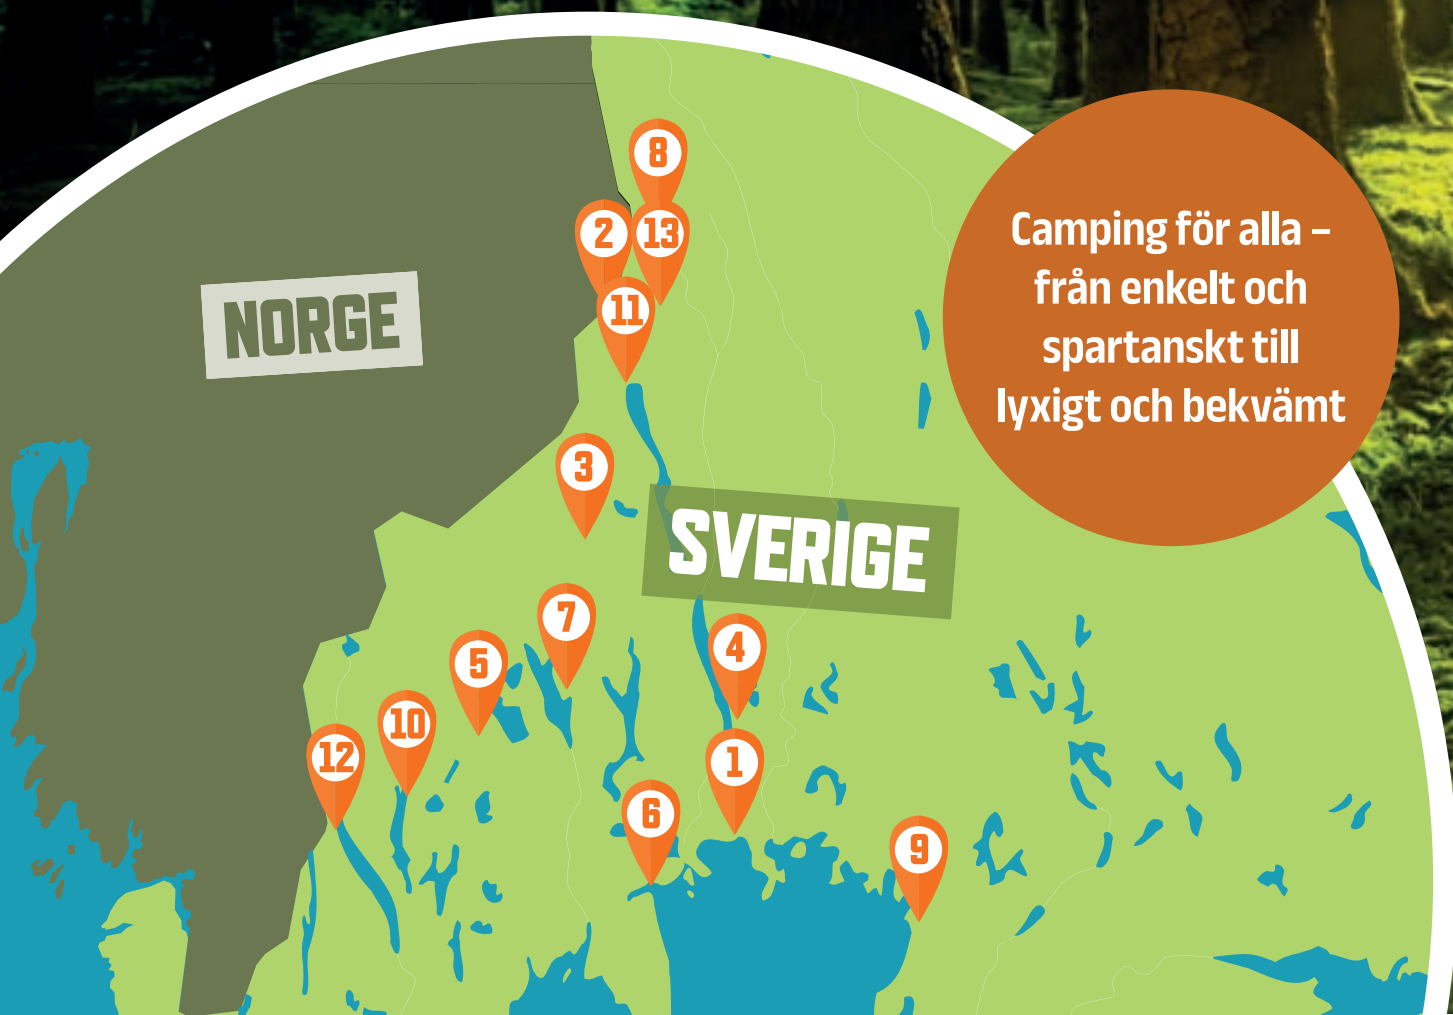 8
2
13
11
NORGE
3
SVERIGE
7
5
4
10
12
1
6
9
Camping för alla –
från enkelt och
spartanskt till
lyxigt och bekvämt